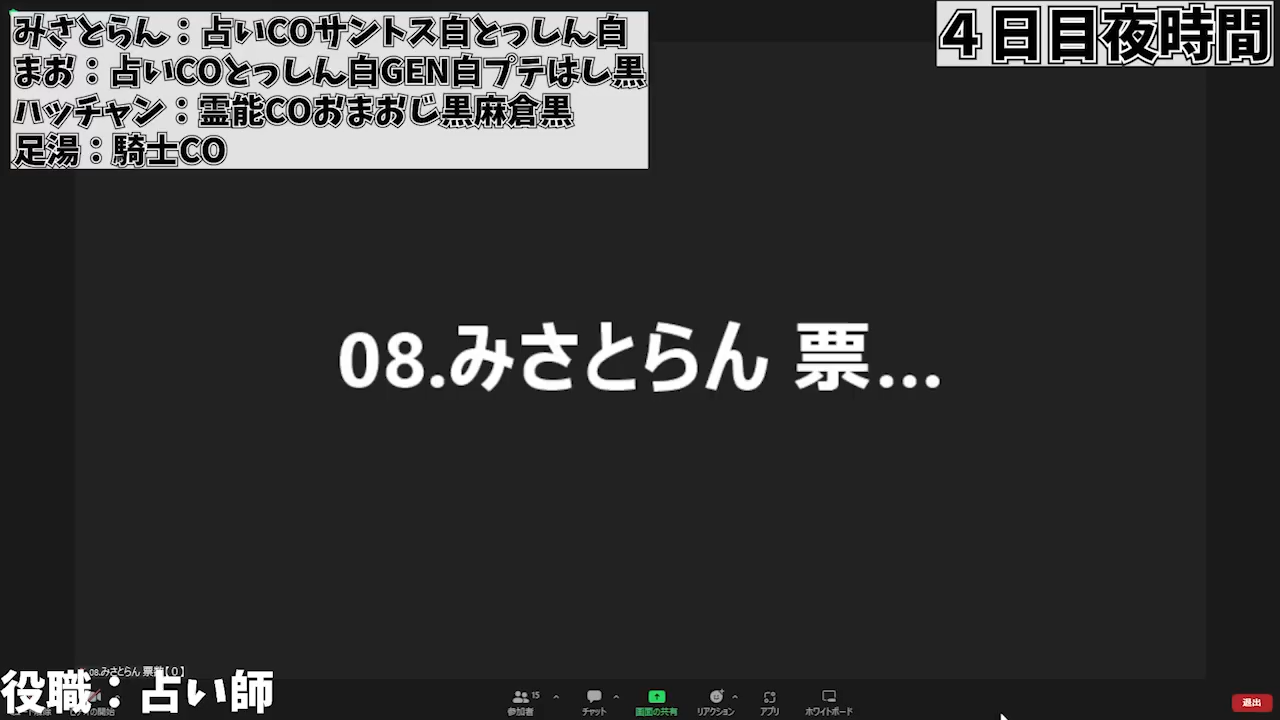 みさとらん：占いCOサントス白とっしん白
まお：占いCOとっしん白GEN白プテはし黒
ハッチャン：霊能COおまおじ黒麻倉黒
足湯：騎士CO
4日目夜時間
08.みさとらん 票...
08.みさとらん 票数【0】
役職：占い師
15
参加者
チャット
画面の共有
リアクション
アプリ
ホワイトボード
退出